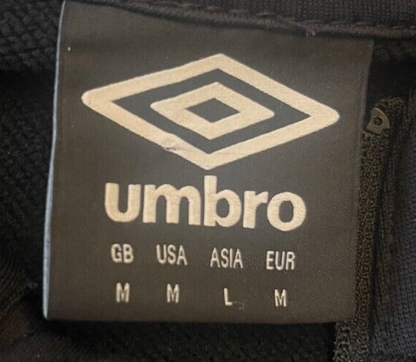 umbro
GB USA ASIA EUR
M M L M